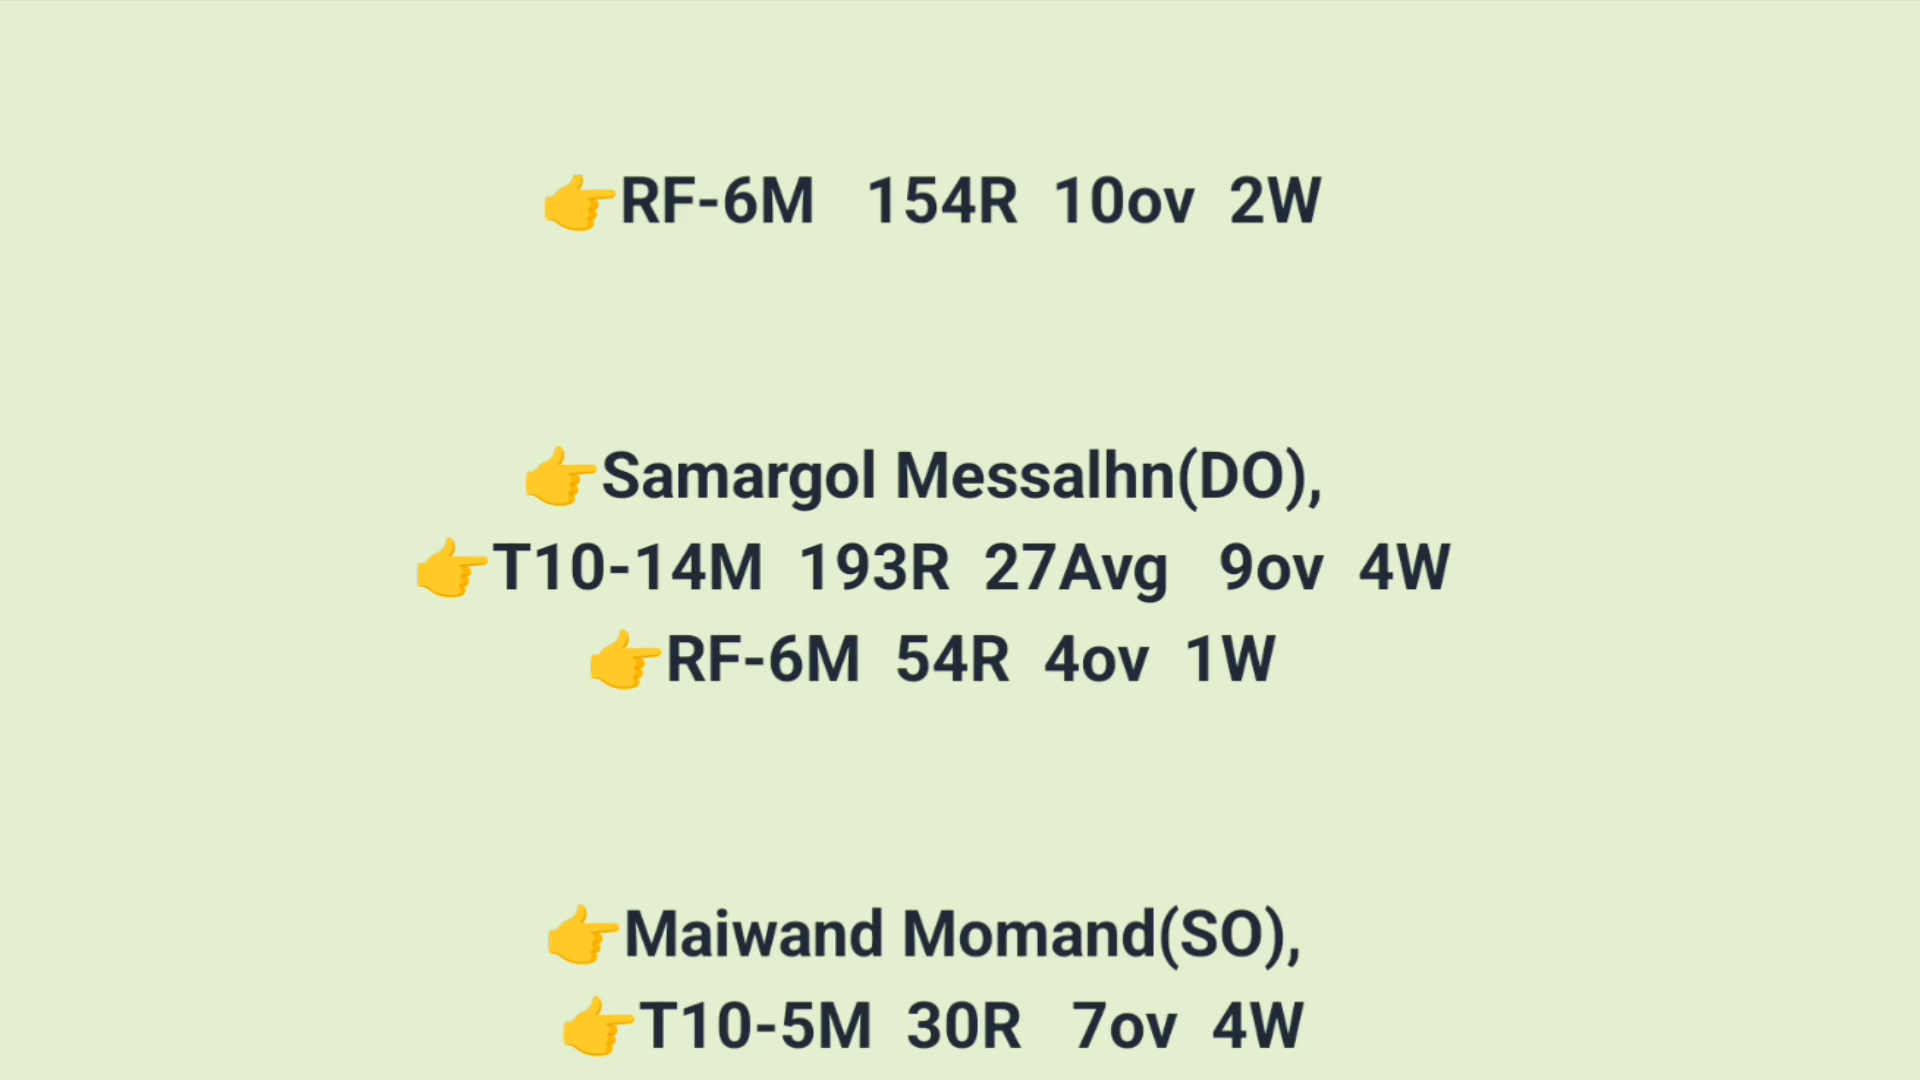 👉RF-6M 154R 10ov 2W
👉Samargol Messalhn(DO),
👉T10-14M 193R 27Avg 9ov 4W
👉RF-6M 54R 4ov 1W
👉Maiwand Momand(SO),
👉T10-5M 30R 7ov 4W